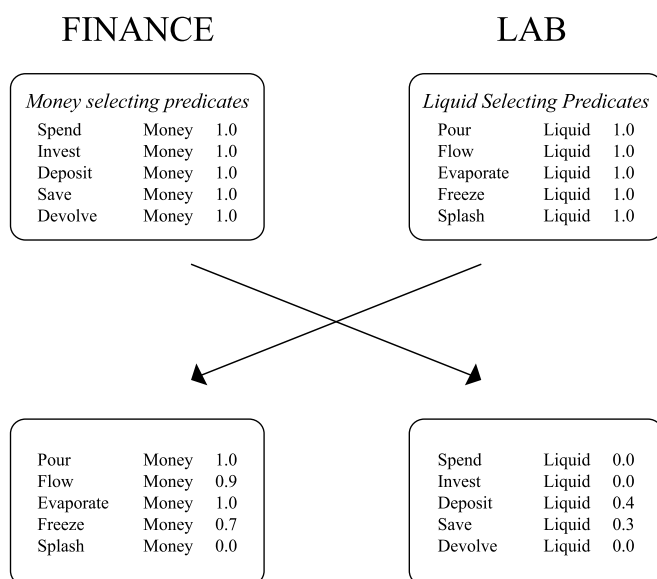 FINANCE LAB
Money selecting predicates
Spend Money 1.0
Invest Money 1.0
Deposit Money 1.0
Save Money 1.0
Devolve Money 1.0
Liquid Selecting Predicates
Pour Liquid 1.0
Flow Liquid 1.0
Evaporate Liquid 1.0
Freeze Liquid 1.0
Splash Liquid 1.0
Pour Money 1.0
Flow Money 0.9
Evaporate Money 1.0
Freeze Money 0.7
Splash Money 0.0
Spend Liquid 0.0
Invest Liquid 0.0
Deposit Liquid 0.4
Save Liquid 0.3
Devolve Liquid 0.0